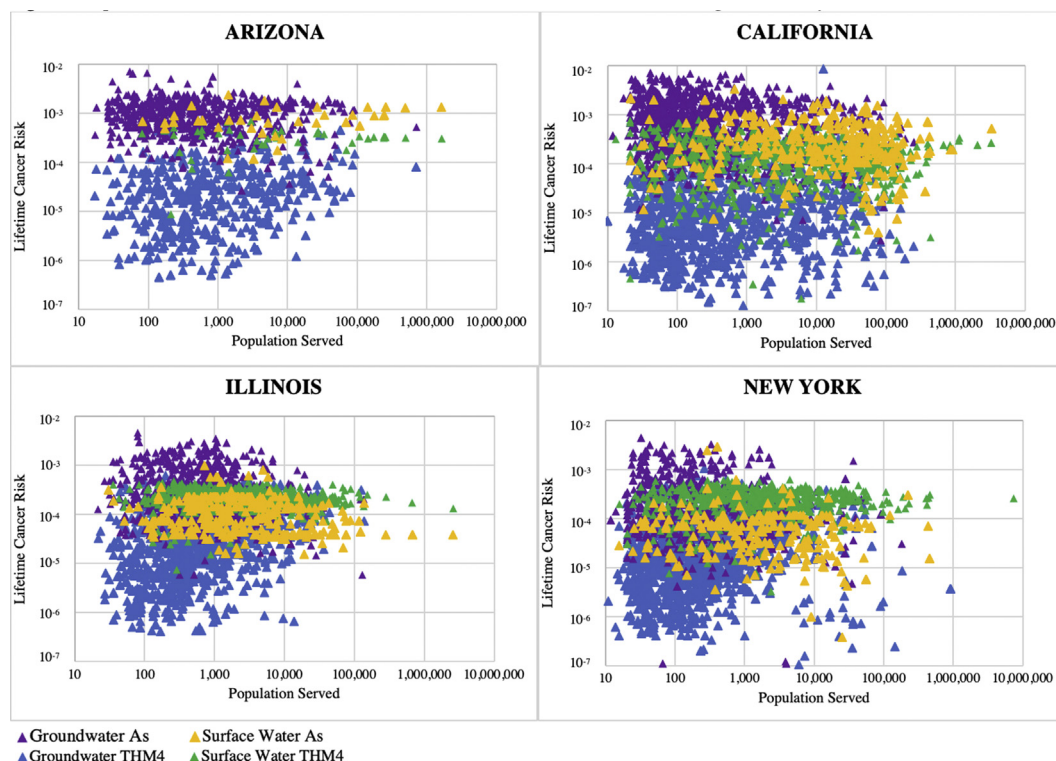 ARIZONA
10-2
10-3
10-4
10-5
10-6
10-7
Lifetime Cancer Risk
10 100 1,000 10,000 100,000 1,000,000 10,000,000
Population Served
CALIFORNIA
10-2
10-3
10-4
10-5
10-6
10-7
Lifetime Cancer Risk
10 100 1,000 10,000 100,000 1,000,000 10,000,000
Population Served
ILLINOIS
10-2
10-3
10-4
10-5
10-6
10-7
Lifetime Cancer Risk
10 100 1,000 10,000 100,000 1,000,000 10,000,000
Population Served
NEW YORK
10-2
10-3
10-4
10-5
10-6
10-7
Lifetime Cancer Risk
10 100 1,000 10,000 100,000 1,000,000 10,000,000
Population Served
Groundwater As Surface Water As
Groundwater THM4 Surface Water THM4